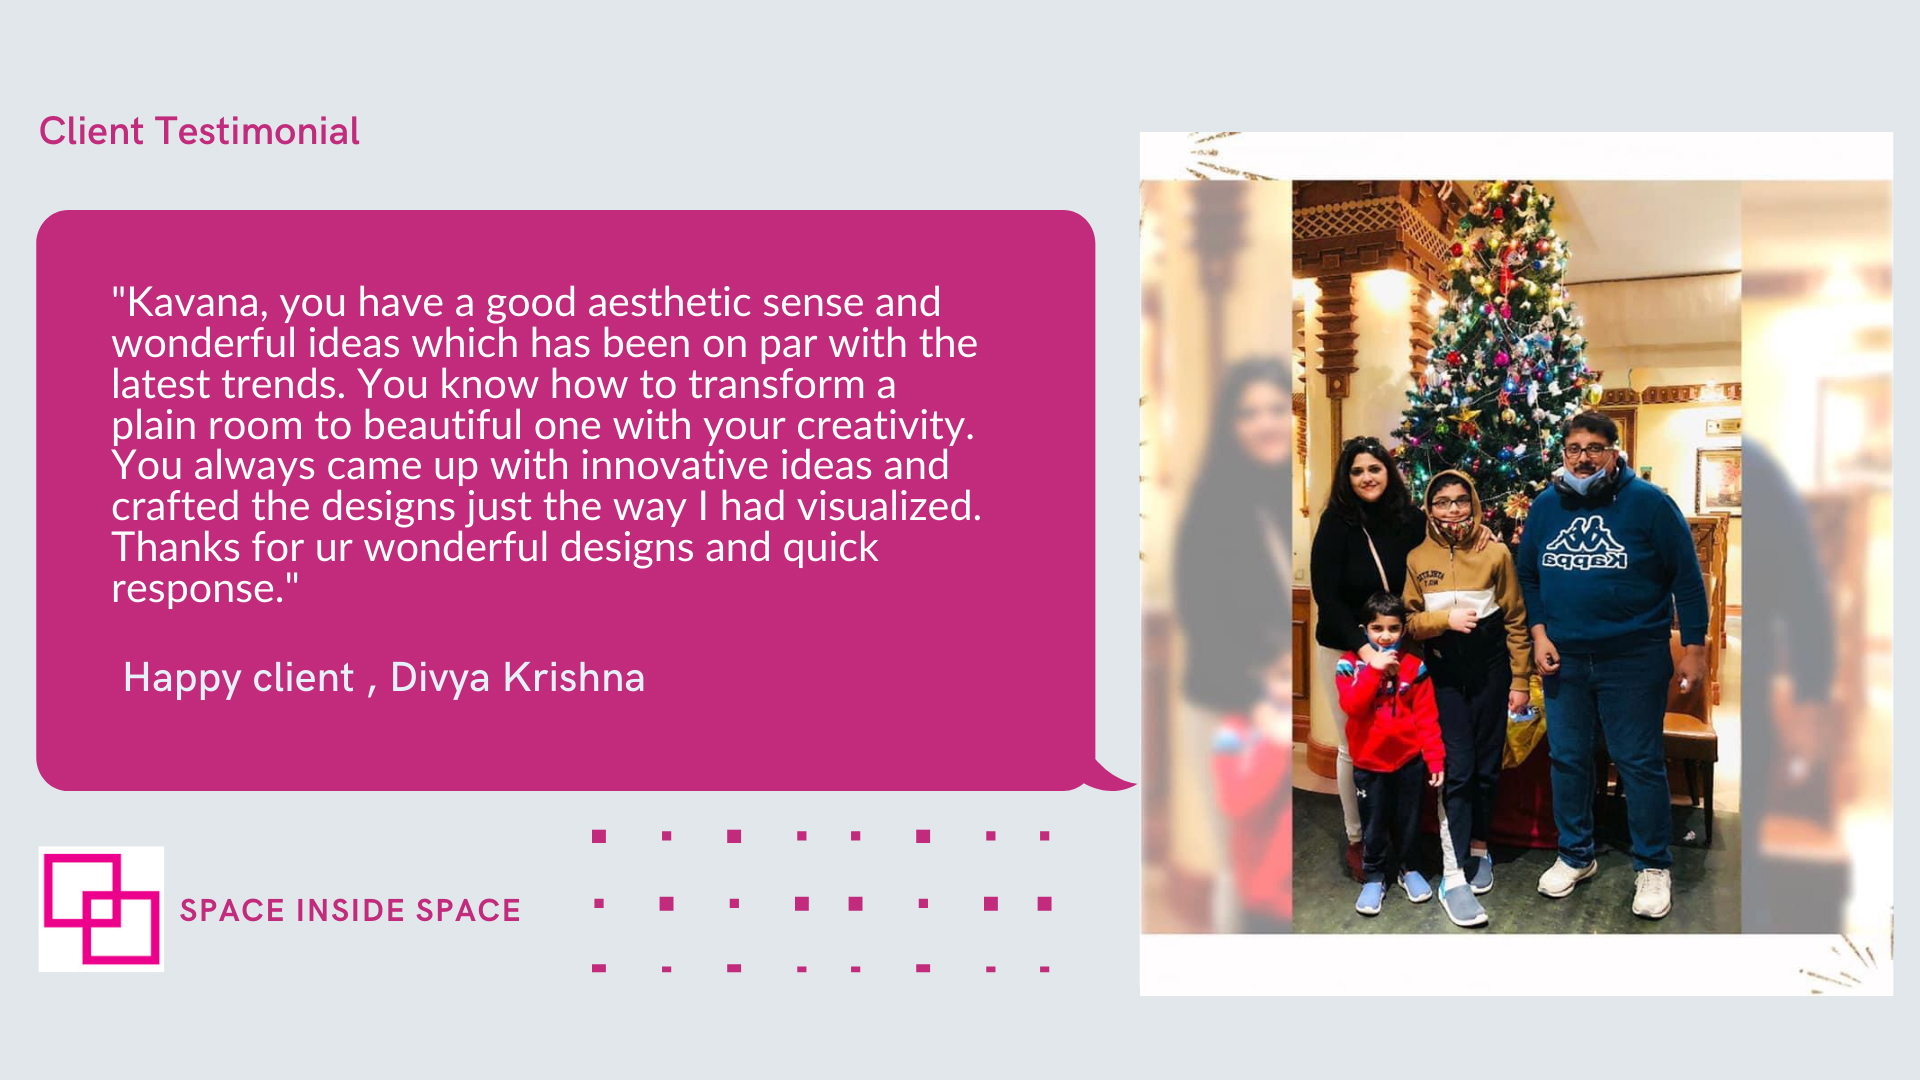 Client Testimonial
"Kavana, you have a good aesthetic sense and
wonderful ideas which has been on par with the
latest trends. You know how to transform a
plain room to beautiful one with your creativity.
You always came up with innovative ideas and
crafted the designs just the way I had visualized.
Thanks for ur wonderful designs and quick
response."
Happy client , Divya Krishna
SPACE INSIDE SPACE
Kappa